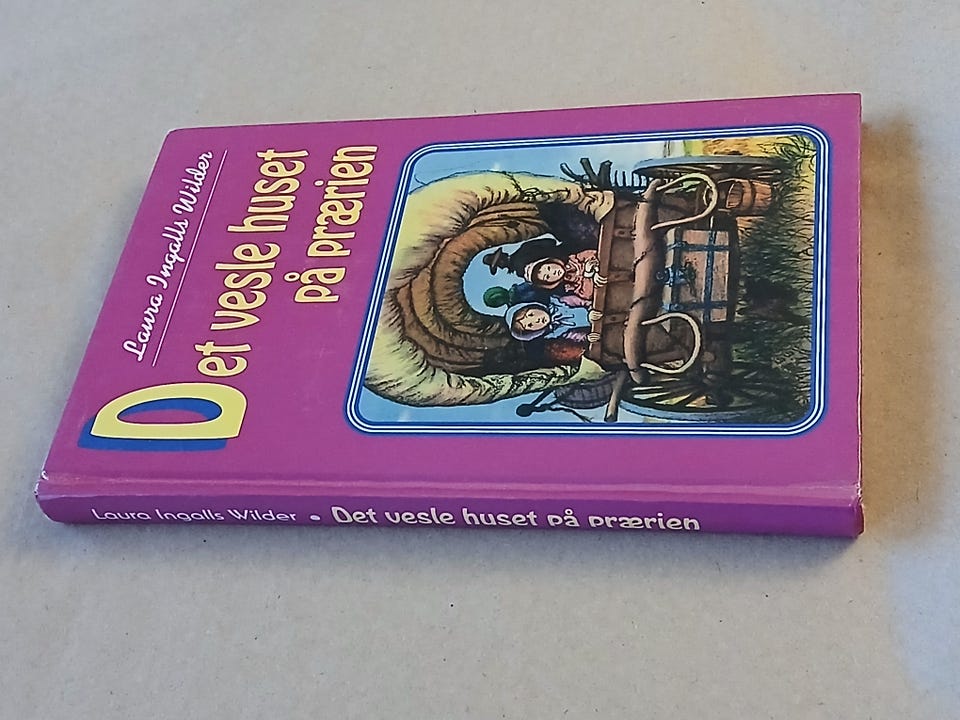 Laura Ingalls Wilder
Det vesle huset
på prærien
Laura Ingalls Wilder • Det vesle huset på prærien